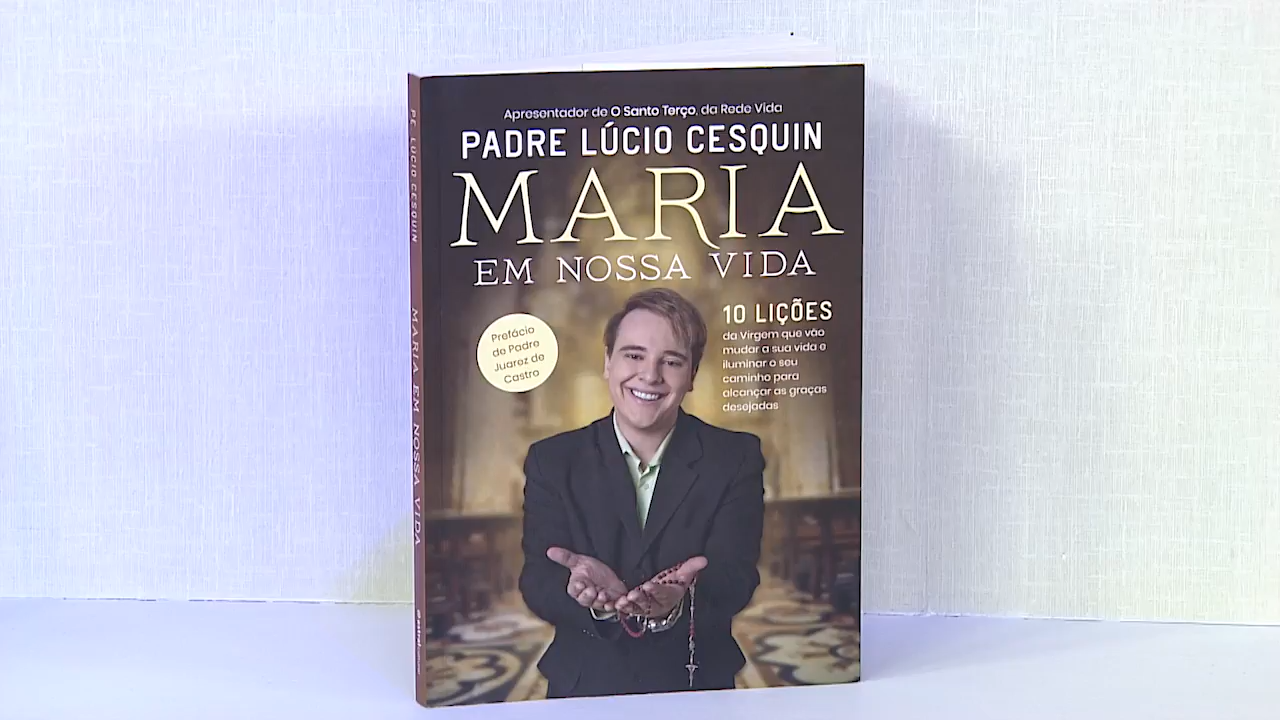 Apresentador de O Santo Terço, da Rede Vida
PADRE LÚCIO CESQUIN
MARIA
EM NOSSA VIDA
Prefácio
de Padre
Juarez de
Castro
10 LIÇÕES
da Virgem que vão
mudar a sua vida e
iluminar o seu
caminho para
alcançar as graças
desejadas
PE. LÚCIO CESQUIN
MARIA EM NOSSA VIDA